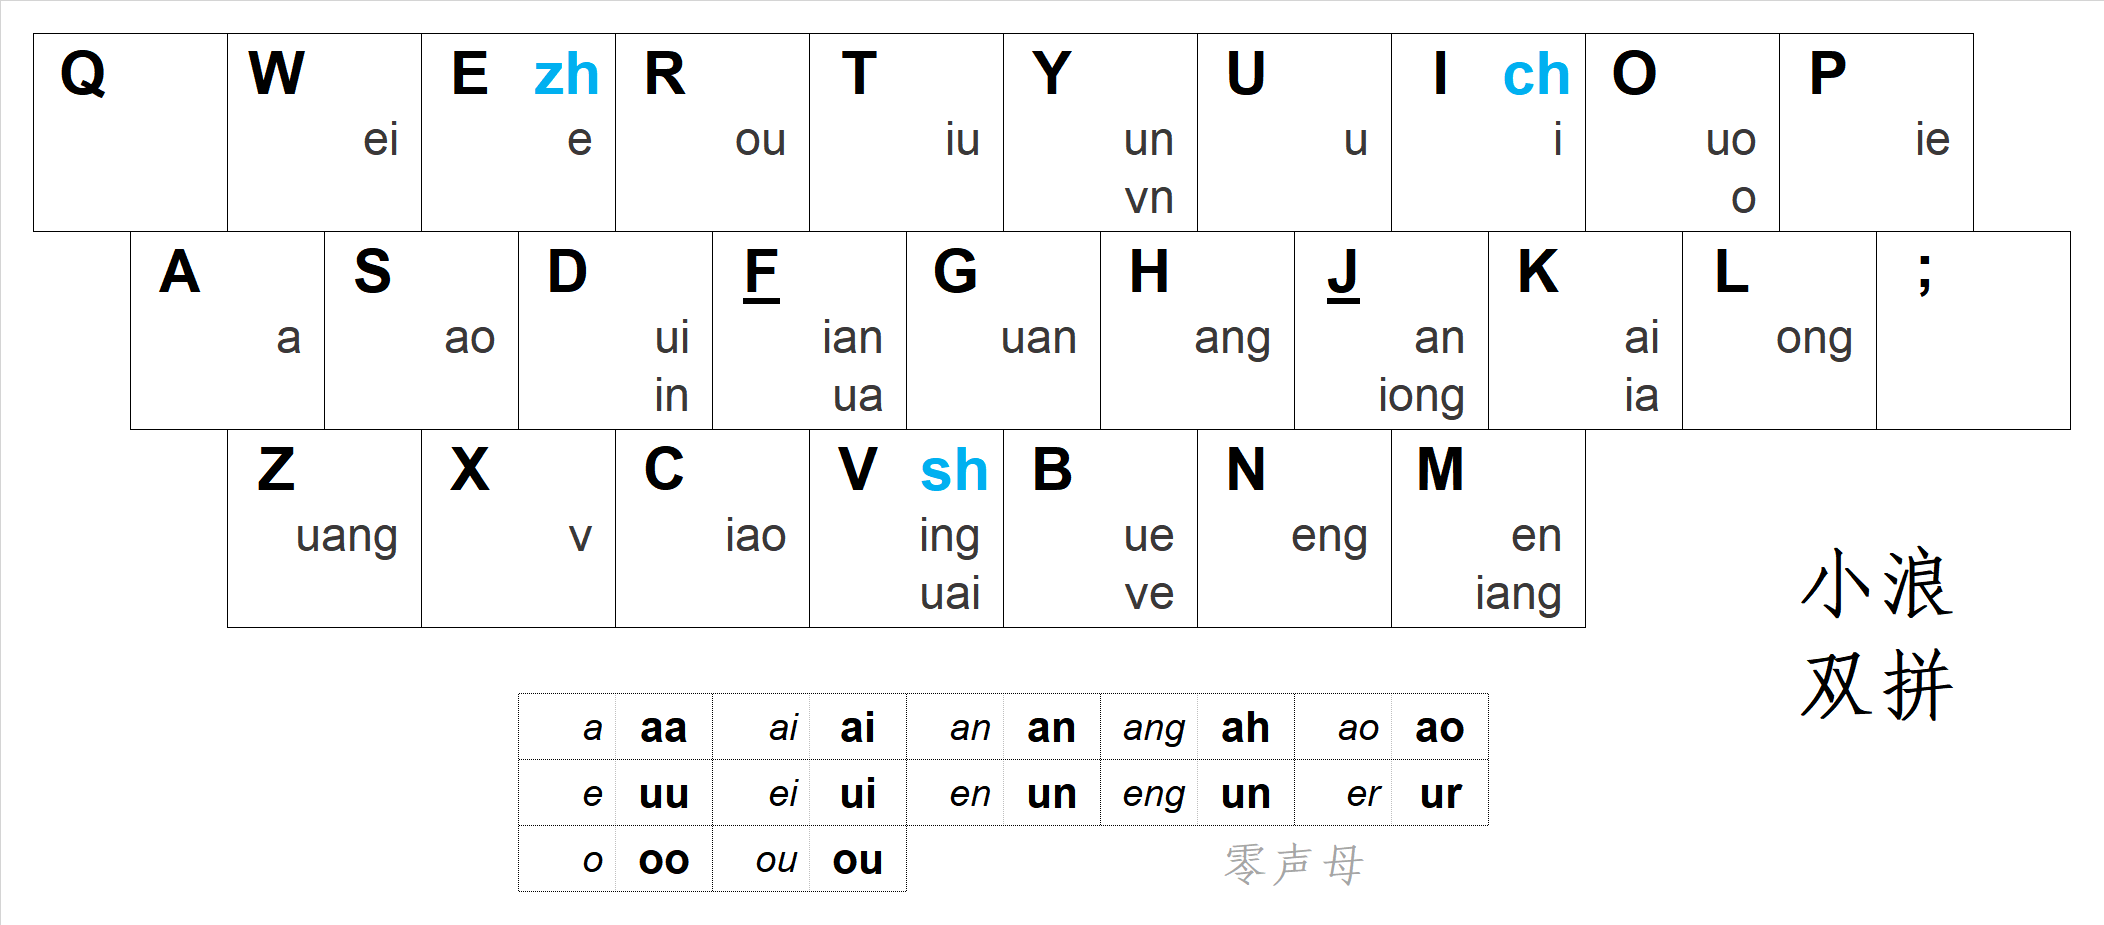 Q W E zh R T Y U I ch O P
ei e ou iu un u i uo ie
vn o
A S D F G H J K L ;
a ao ui ian uan ang an ai ong
in ua iong ia
Z X C V sh B N M
uang v iao ing ue eng en
uai ve iang
小浪
双拼
a aa ai ai an an ang ah ao ao
e uu ei ui en un eng un er ur
o oo ou ou
零声母